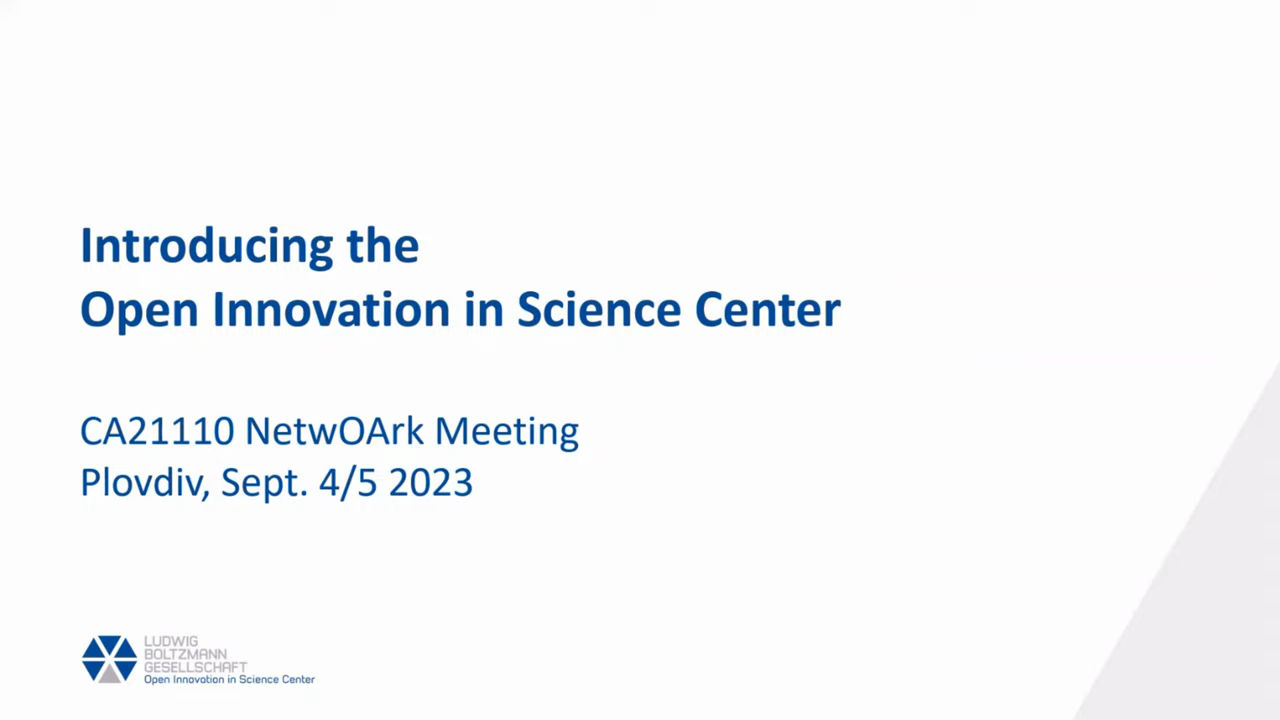 Introducing the
Open Innovation in Science Center
CA21110 NetwOArk Meeting
Plovdiv, Sept. 4/5 2023
LUDWIG
BOLTZMANN
GESELLSCHAFT
Open Innovation in Science Center